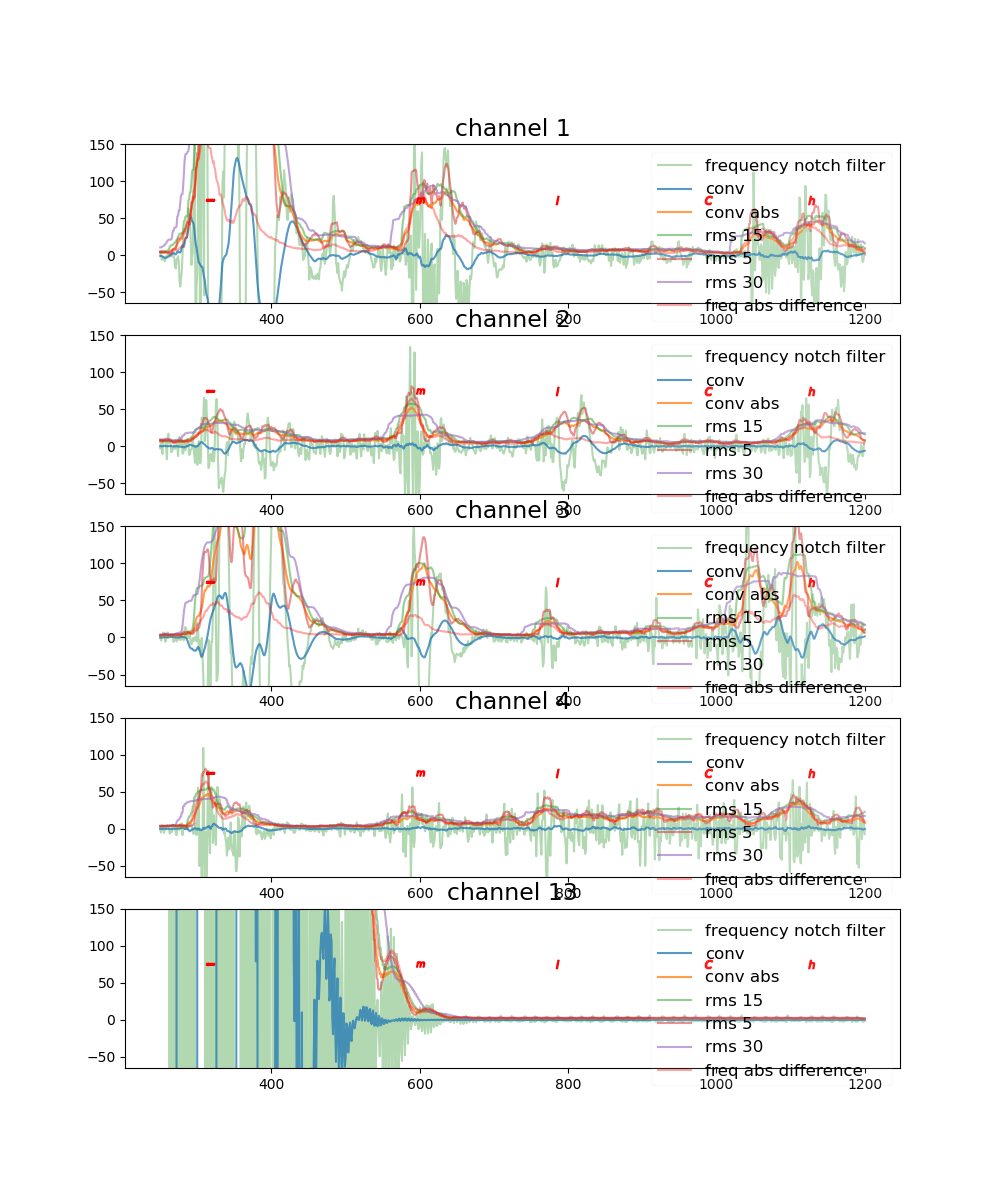 channel 1
150
100
50
0
−50
- m l C h
frequency notch filter
conv
conv abs
rms 15
rms 5
rms 30
freq abs difference
400 600 800 1000 1200
channel 2
150
100
50
0
−50
- m l C h
frequency notch filter
conv
conv abs
rms 15
rms 5
rms 30
freq abs difference
400 600 800 1000 1200
channel 3
150
100
50
0
−50
- m l C h
frequency notch filter
conv
conv abs
rms 15
rms 5
rms 30
freq abs difference
400 600 800 1000 1200
channel 4
150
100
50
0
−50
- m l C h
frequency notch filter
conv
conv abs
rms 15
rms 5
rms 30
freq abs difference
400 600 800 1000 1200
channel 13
150
100
50
0
−50
- m l C h
frequency notch filter
conv
conv abs
rms 15
rms 5
rms 30
freq abs difference
400 600 800 1000 1200